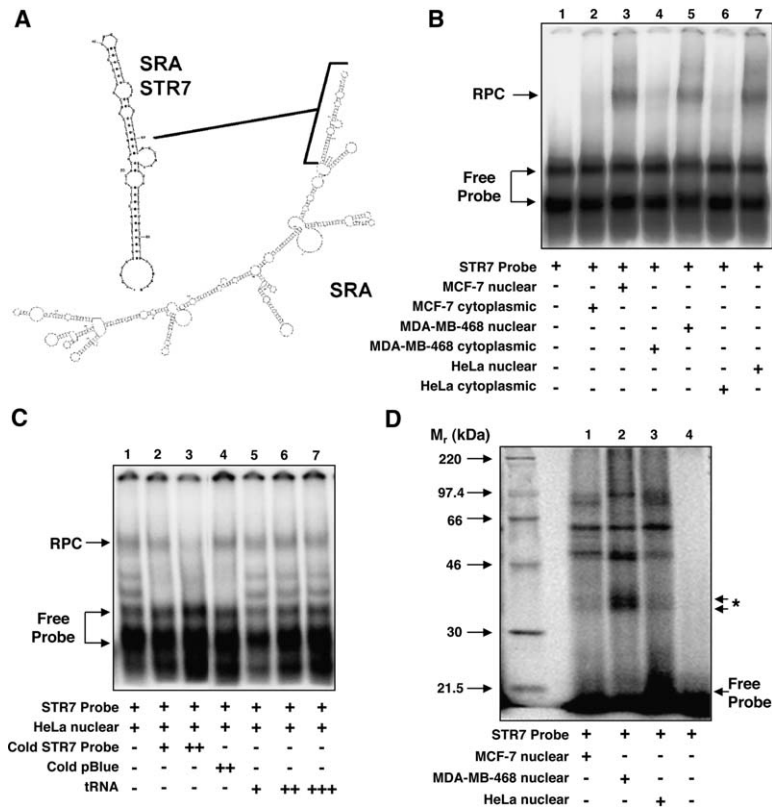 A
SRA
STR7
SRA
B
1 2 3 4 5 6 7
RPC
Free
Probe
STR7 Probe + + + + + + +
MCF-7 nuclear - - + - - - -
MCF-7 cytoplasmic - + - - - - -
MDA-MB-468 nuclear - - - - + - -
MDA-MB-468 cytoplasmic - - - + - - -
HeLa nuclear - - - - - - +
HeLa cytoplasmic - - - - - + -
C
1 2 3 4 5 6 7
RPC
Free
Probe
STR7 Probe + + + + + + +
HeLa nuclear + + + + + + +
Cold STR7 Probe - + ++ - - - -
Cold pBlue - - - ++ - - -
tRNA - - - - + ++ +++
D
Mr (kDa) 1 2 3 4
220
97.4
66
46
*
30
21.5
Free
Probe
STR7 Probe + + + +
MCF-7 nuclear + - - -
MDA-MB-468 nuclear - + - -
HeLa nuclear - - + -